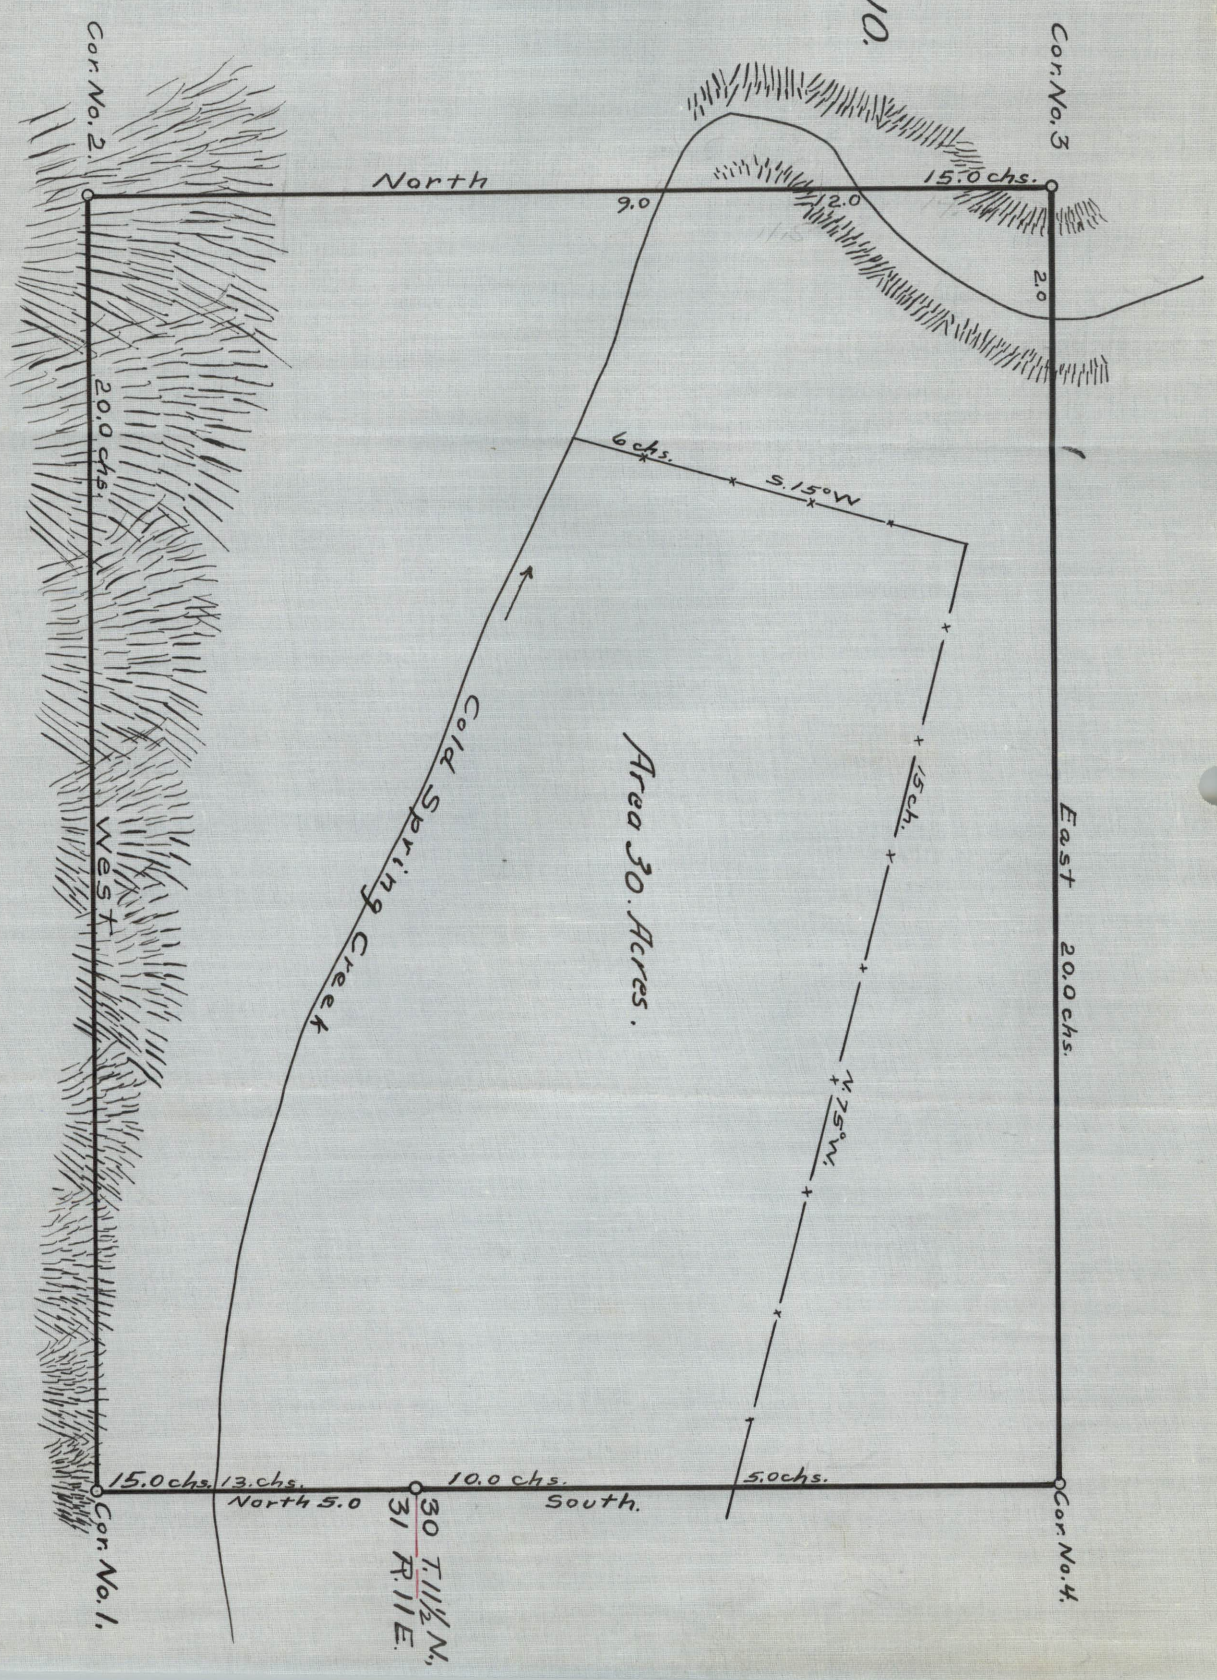 10.
Cor. No. 2.
Cor. No. 3
North
15.0 chs.
9.0
12.0
2.0
20.0 chs.
West
6 chs.
S. 15° W
Cold Spring Creek
Area 30. Acres.
15 ch.
N. 75° W.
East 20.0 chs.
15.0 chs. 13. chs.
North 5.0
10.0 chs.
South.
5.0 chs.
Cor. No. 1.
30 T. 11½ N.,
31 R. 11 E.
Cor. No. 4.